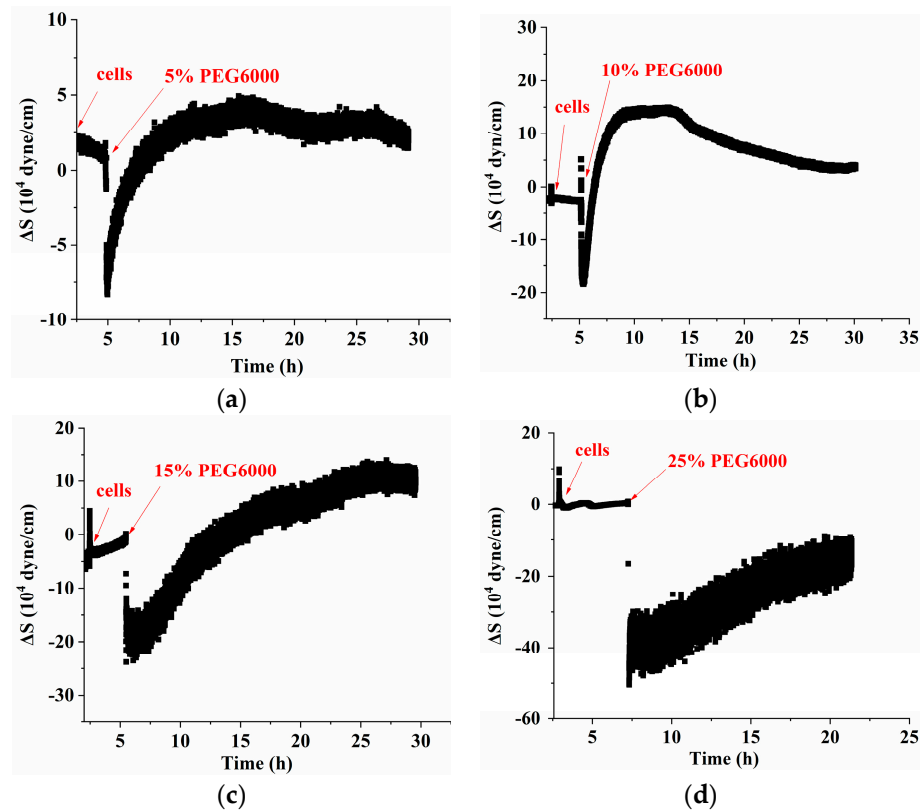 10
5
0
-5
-10
ΔS (10⁴ dyne/cm)
cells
5% PEG6000
5
10
15
20
25
30
Time (h)
(a)
30
20
10
0
-10
-20
ΔS (10⁴ dyn/cm)
cells
10% PEG6000
5
10
15
20
25
30
35
Time (h)
(b)
20
10
0
-10
-20
-30
ΔS (10⁴ dyne/cm)
cells
15% PEG6000
5
10
15
20
25
30
Time (h)
(c)
20
0
-20
-40
-60
ΔS (10⁴ dyne/cm)
cells
25% PEG6000
5
10
15
20
25
Time (h)
(d)